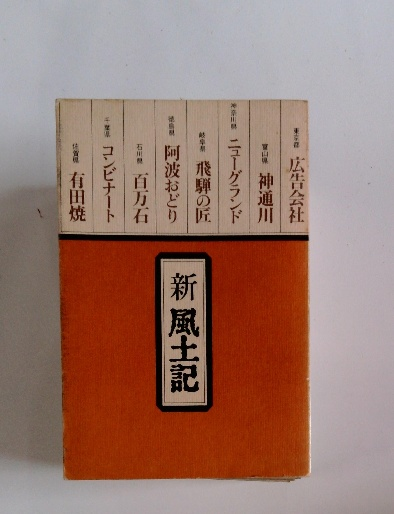 東京都 広告会社
富山県 神通川
神奈川県 ニューグランド
岐阜県 飛騨の匠
徳島県 阿波おどり
石川県 百万石
千葉県 コンビナート
佐賀県 有田焼
新風土記